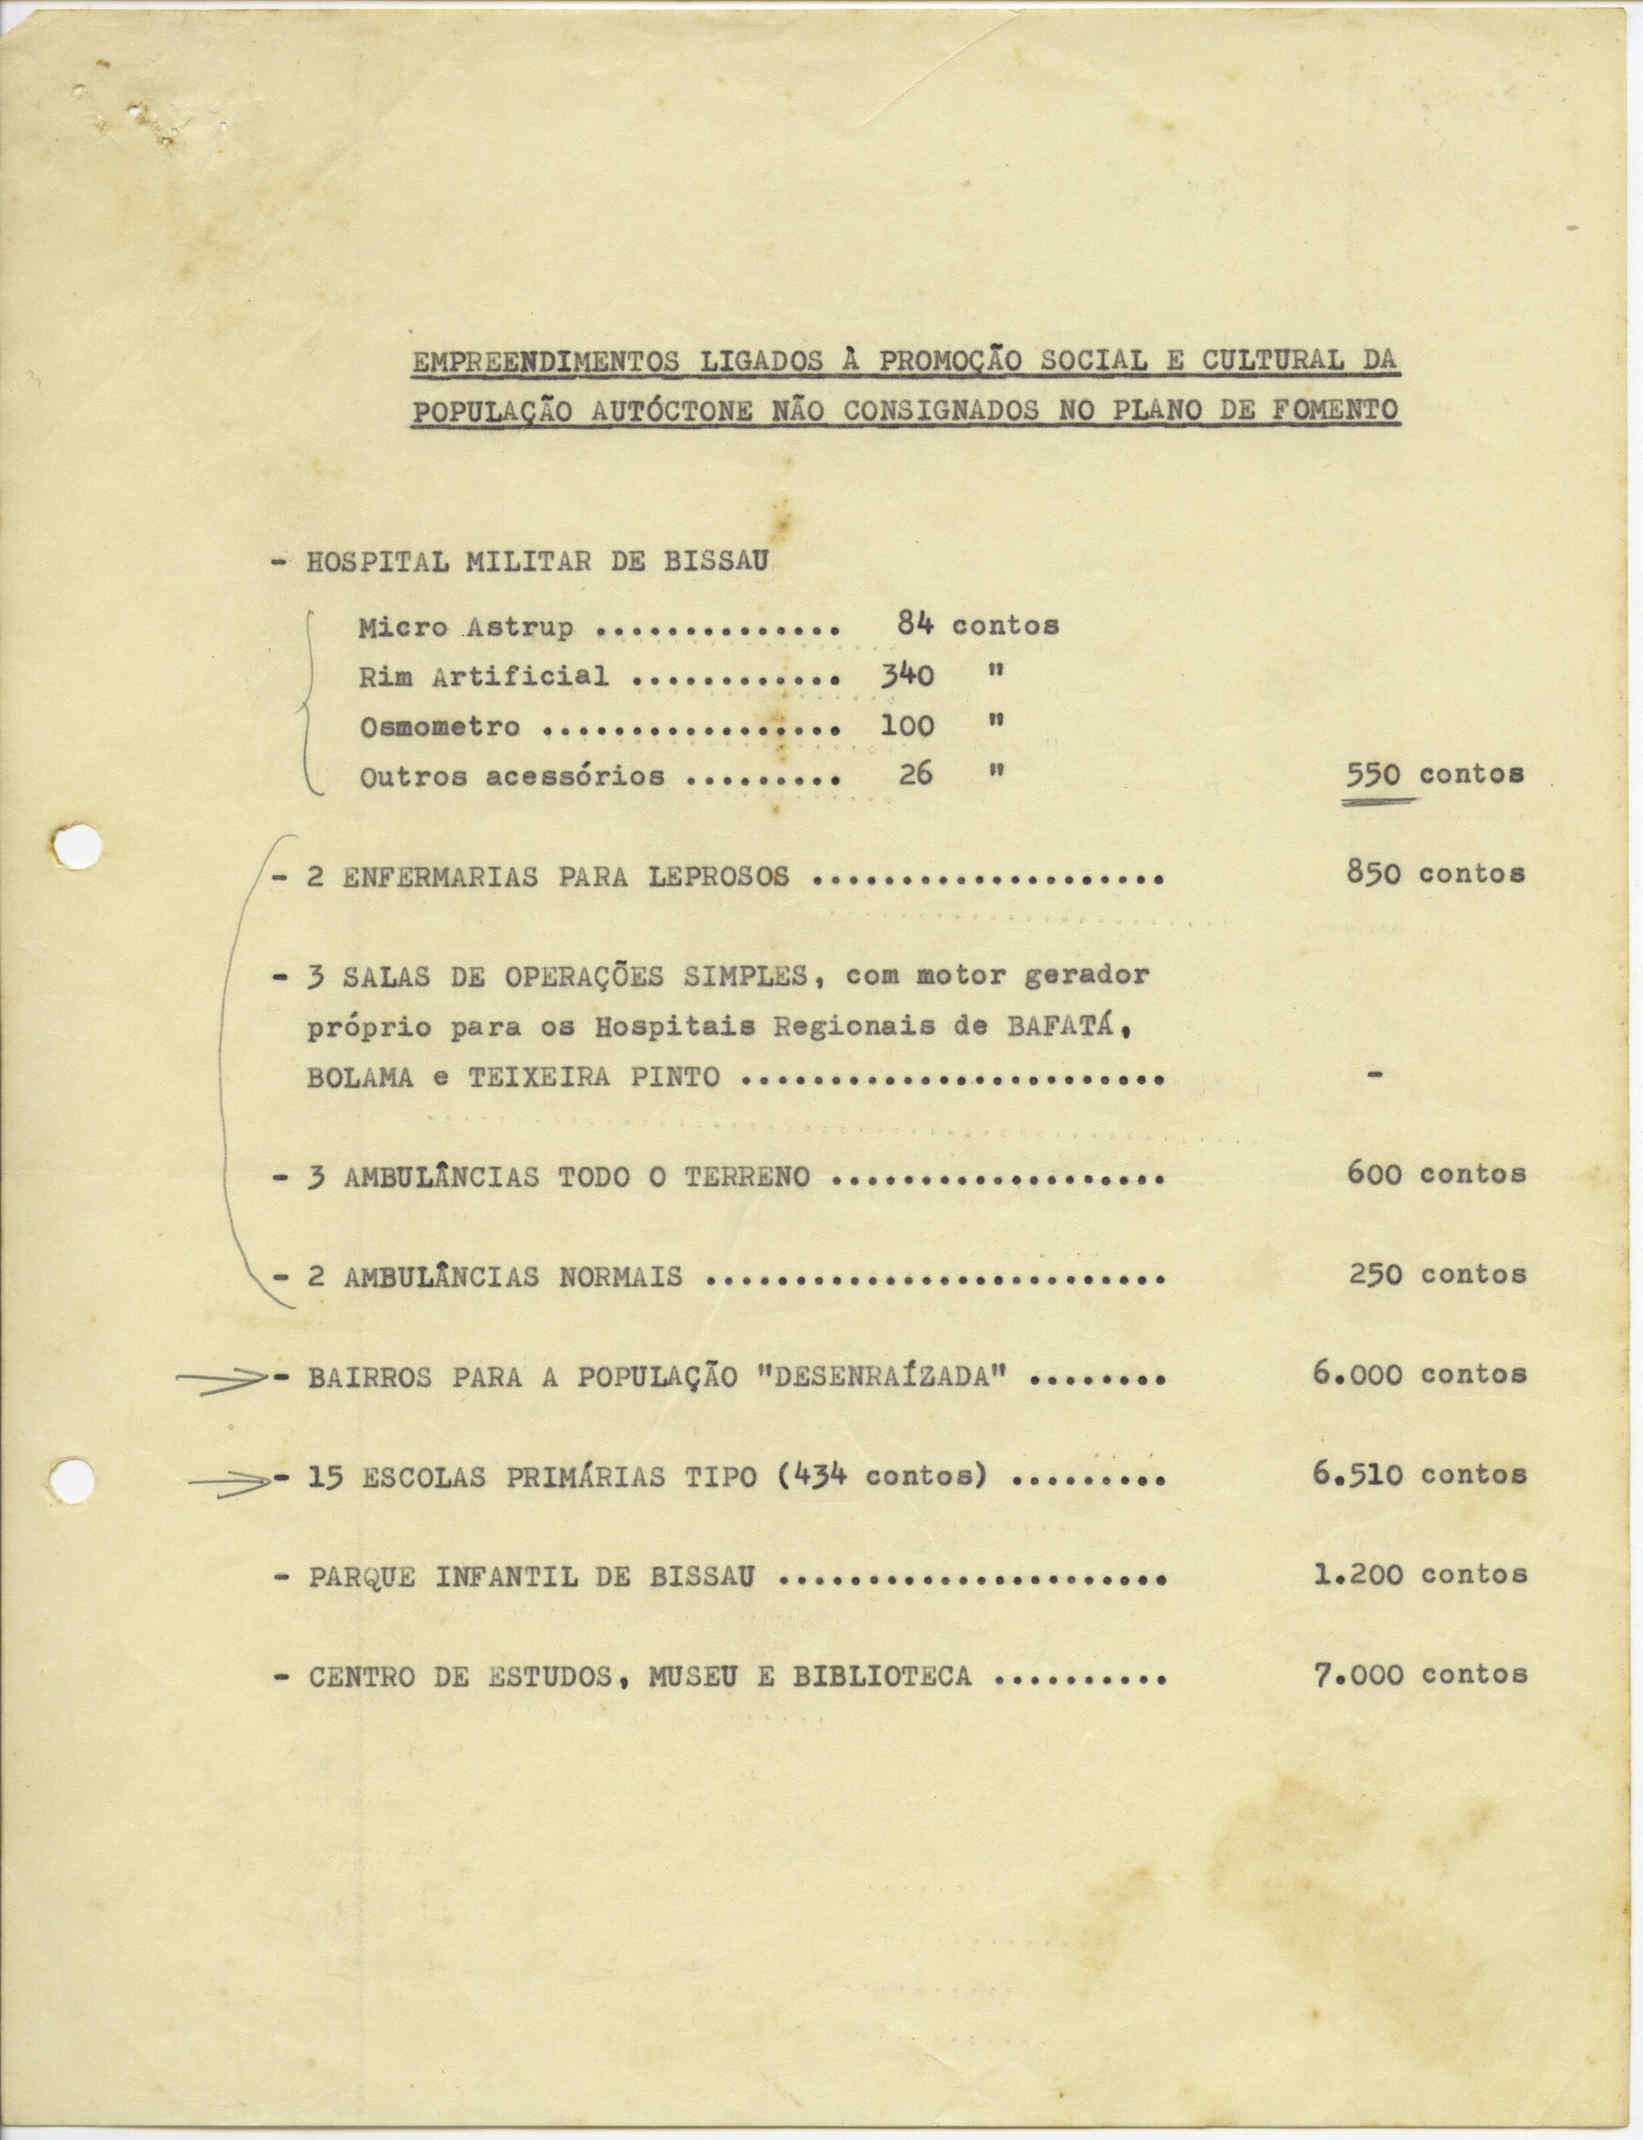 EMPREENDIMENTOS LIGADOS À PROMOÇÃO SOCIAL E CULTURAL DA
POPULAÇÃO AUTÓCTONE NÃO CONSIGNADOS NO PLANO DE FOMENTO
- HOSPITAL MILITAR DE BISSAU
Micro Astrup .............. 84 contos
Rim Artificial ............ 340 "
Osmometro ................. 100 "
Outros acessórios ......... 26 " 550 contos
- 2 ENFERMARIAS PARA LEPROSOS .................... 850 contos
- 3 SALAS DE OPERAÇÕES SIMPLES, com motor gerador
próprio para os Hospitais Regionais de BAFATÁ,
BOLAMA e TEIXEIRA PINTO ........................ -
- 3 AMBULÂNCIAS TODO O TERRENO ................... 600 contos
- 2 AMBULÂNCIAS NORMAIS .......................... 250 contos
- BAIRROS PARA A POPULAÇÃO "DESENRAÍZADA" ........ 6.000 contos
- 15 ESCOLAS PRIMÁRIAS TIPO (434 contos) ......... 6.510 contos
- PARQUE INFANTIL DE BISSAU ...................... 1.200 contos
- CENTRO DE ESTUDOS, MUSEU E BIBLIOTECA .......... 7.000 contos